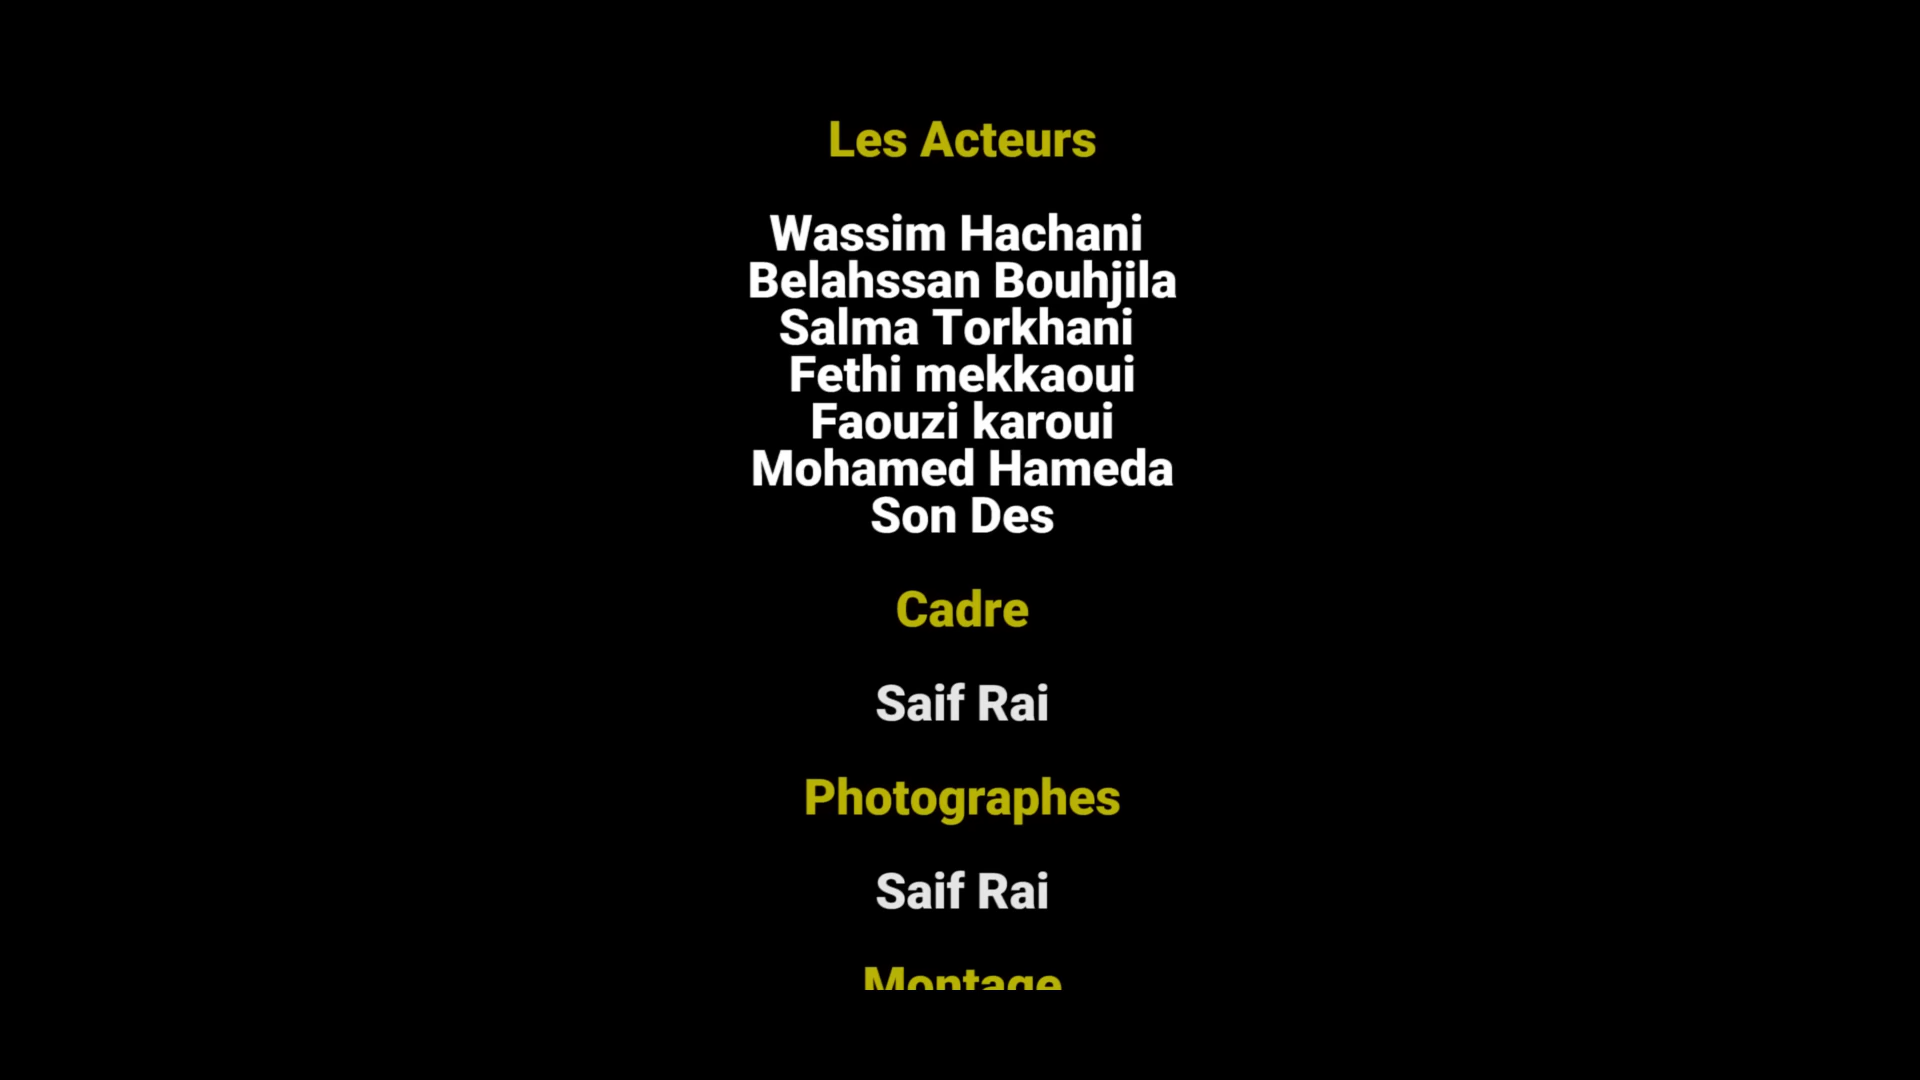 Les Acteurs
Wassim Hachani
Belahssan Bouhjila
Salma Torkhani
Fethi mekkaoui
Faouzi karoui
Mohamed Hameda
Son Des
Cadre
Saif Rai
Photographes
Saif Rai
Montage